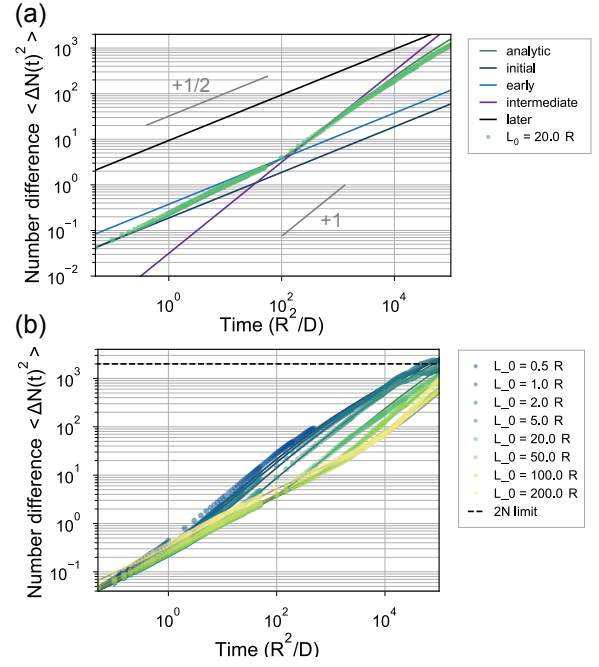 (a)
Number difference < ΔN(t)² >
10³
10²
10¹
10⁰
10⁻¹
10⁻²
+1/2
+1
10⁰
10²
10⁴
Time (R²/D)
analytic
initial
early
intermediate
later
L₀ = 20.0 R
(b)
Number difference < ΔN(t)² >
10³
10²
10¹
10⁰
10⁻¹
10⁰
10²
10⁴
Time (R²/D)
L_0 = 0.5 R
L_0 = 1.0 R
L_0 = 2.0 R
L_0 = 5.0 R
L_0 = 20.0 R
L_0 = 50.0 R
L_0 = 100.0 R
L_0 = 200.0 R
2N limit